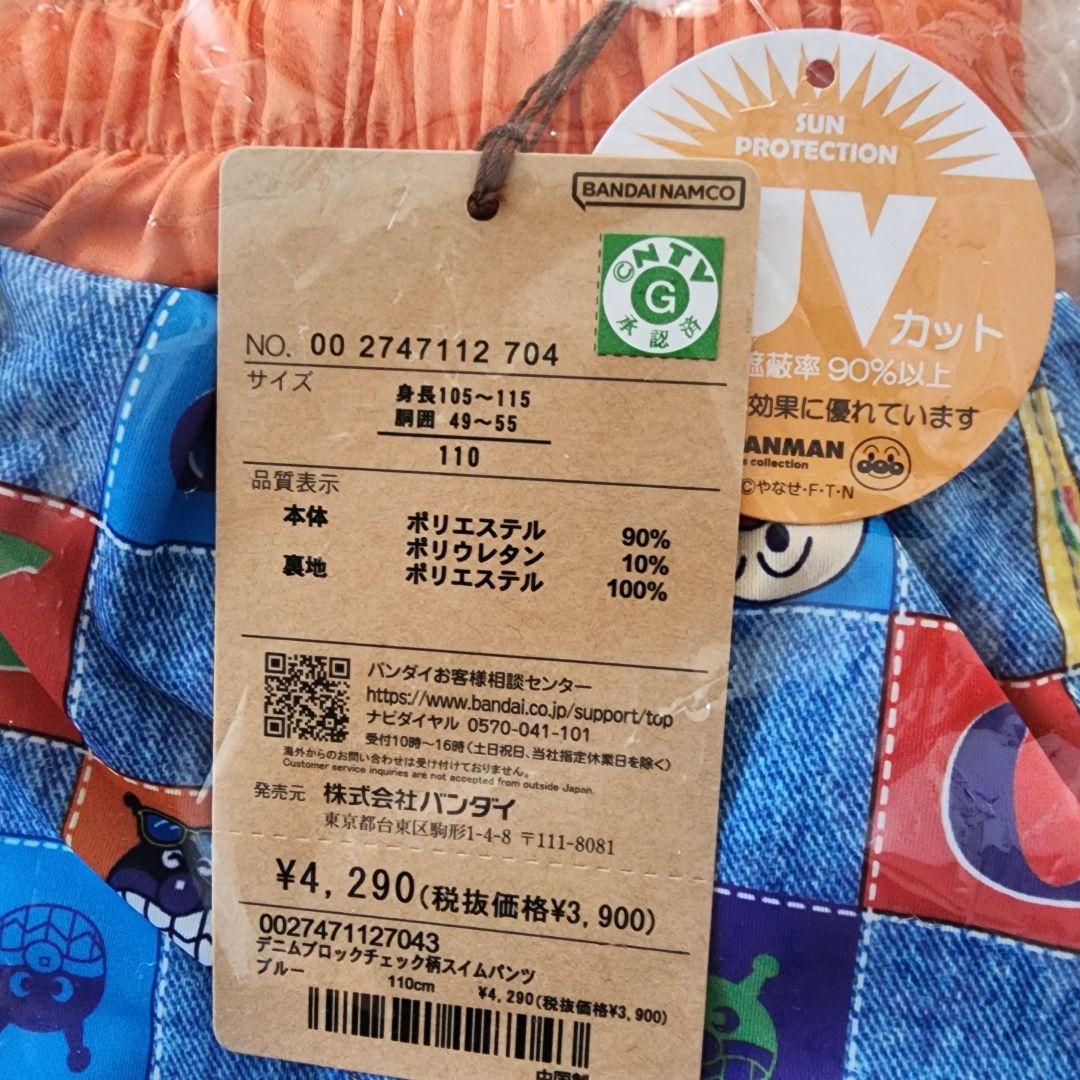 SUN
PROTECTION
UV
カット
遮蔽率 90%以上
効果に優れています
ANMAN
s collection
©やなせ・F・T・N
BANDAI NAMCO
©NTV
G
承認済
NO. 00 2747112 704
サイズ
身長105〜115
胴囲 49〜55
110
品質表示
本体 ポリエステル 90%
ポリウレタン 10%
裏地 ポリエステル 100%
バンダイお客様相談センター
https://www.bandai.co.jp/support/top
ナビダイヤル 0570-041-101
受付10時〜16時(土日祝日、当社指定休業日を除く)
海外からのお問い合わせは受け付けておりません。
Customer service inquiries are not accepted from outside Japan.
発売元 株式会社バンダイ
東京都台東区駒形1-4-8 〒111-8081
¥4,290(税抜価格¥3,900)
0027471127043
デニムブロックチェック柄スイムパンツ
ブルー
110cm ¥4,290(税抜価格¥3,900)
中国製